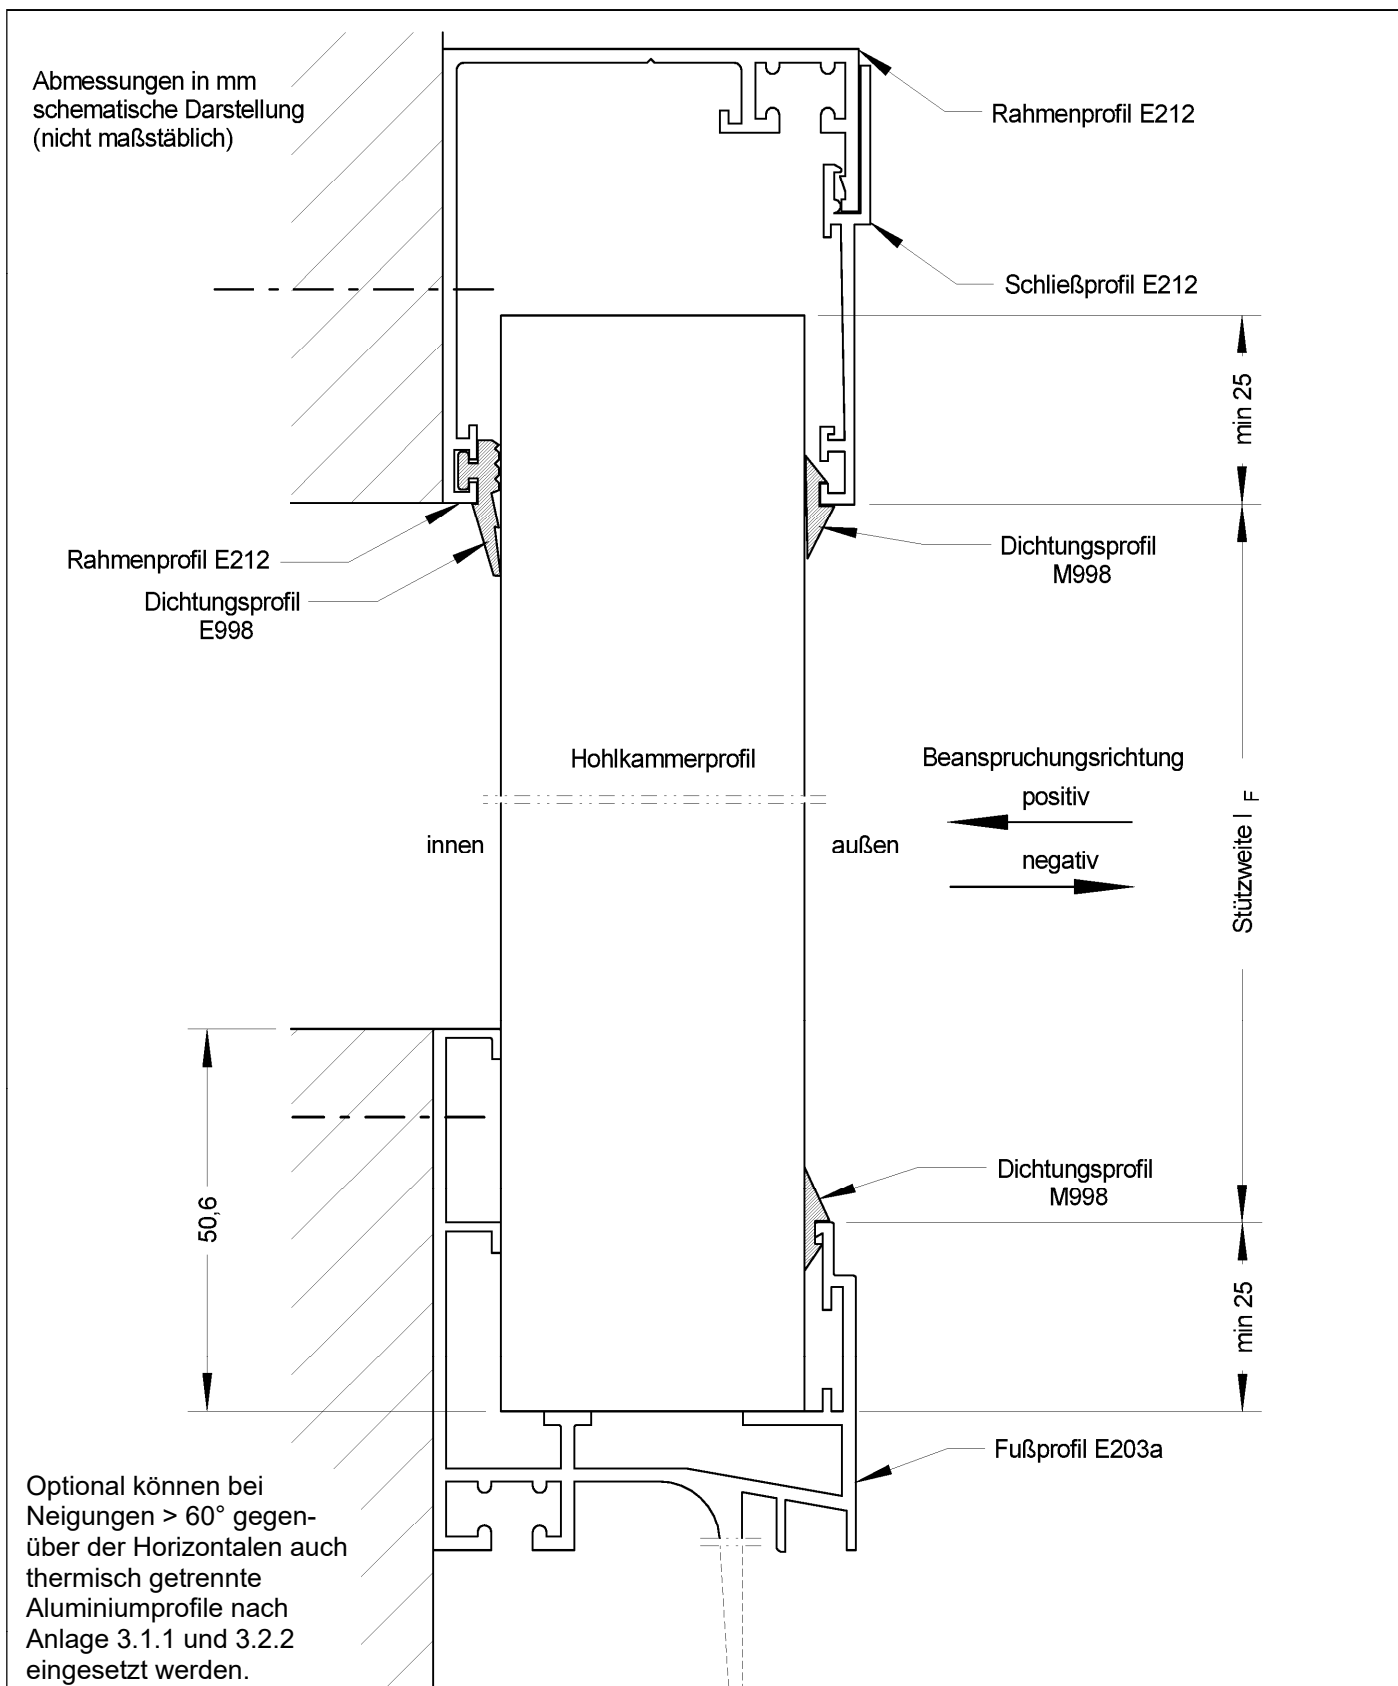 Abmessungen in mm
schematische Darstellung
(nicht maßstäblich)
Rahmenprofil E212
Schließprofil E212
min 25
Rahmenprofil E212
Dichtungsprofil
E998
Dichtungsprofil
M998
Hohlkammerprofil
Beanspruchungsrichtung
positiv
negativ
innen
außen
Stützweite l F
50,6
Dichtungsprofil
M998
min 25
Fußprofil E203a
Optional können bei
Neigungen > 60° gegen-
über der Horizontalen auch
thermisch getrennte
Aluminiumprofile nach
Anlage 3.1.1 und 3.2.2
eingesetzt werden.